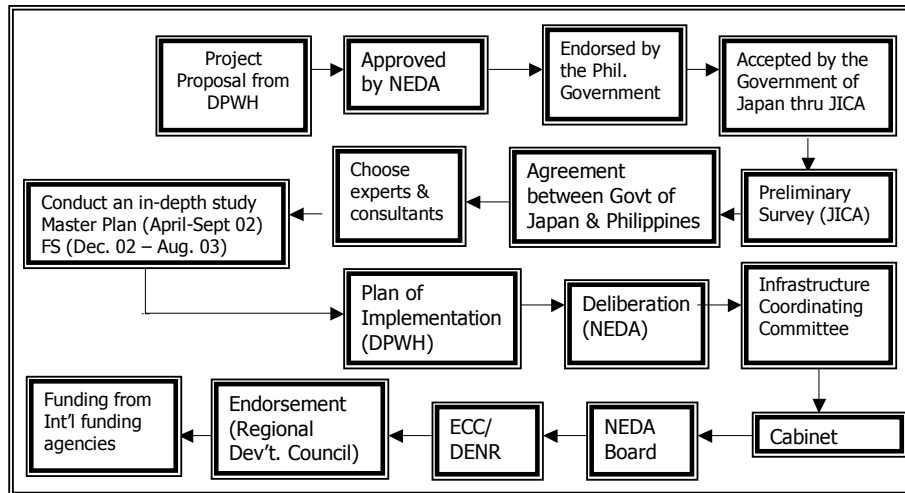 Project
Proposal from
DPWH
Approved
by NEDA
Endorsed by
the Phil.
Government
Accepted by the
Government of
Japan thru JICA
Preliminary
Survey (JICA)
Agreement
between Govt of
Japan & Philippines
Choose
experts &
consultants
Conduct an in-depth study
Master Plan (April-Sept 02)
FS (Dec. 02 – Aug. 03)
Plan of
Implementation
(DPWH)
Deliberation
(NEDA)
Infrastructure
Coordinating
Committee
Cabinet
NEDA
Board
ECC/
DENR
Endorsement
(Regional
Dev't. Council)
Funding from
Int'l funding
agencies